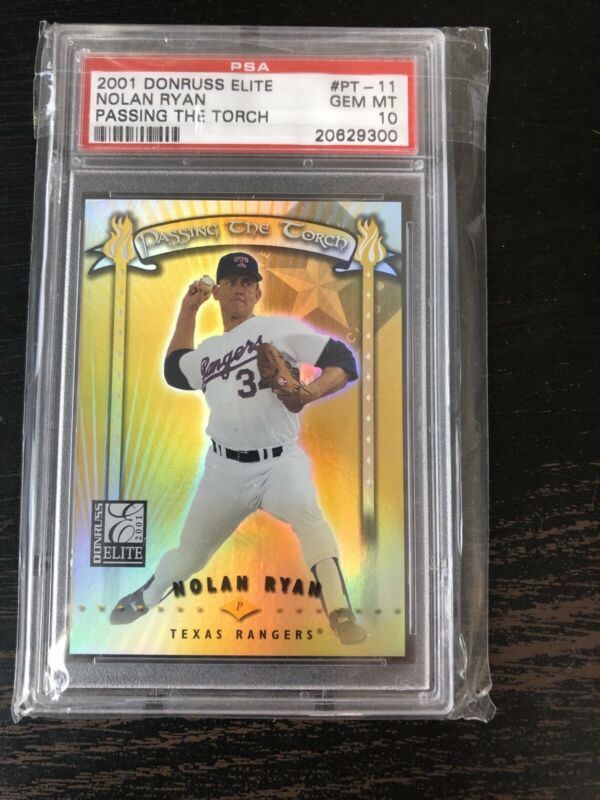 PSA
2001 DONRUSS ELITE #PT-11
NOLAN RYAN GEM MT
PASSING THE TORCH 10
20629300
Passing The Torch
T
Rangers
34
DONRUSS
E
2001
ELITE
NOLAN RYAN
P
TEXAS RANGERS®